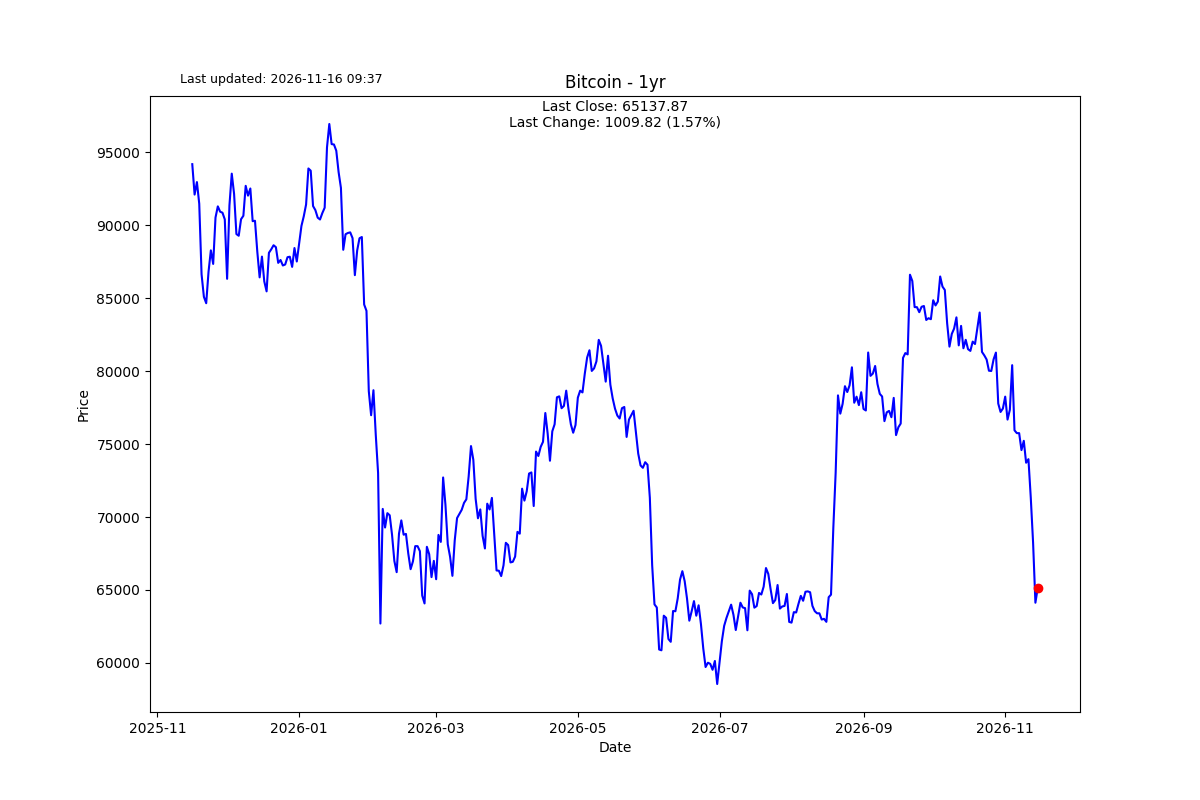 Last updated: 2026-11-16 09:37
Bitcoin - 1yr
Last Close: 65137.87
Last Change: 1009.82 (1.57%)
95000
90000
85000
80000
75000
70000
65000
60000
Price
2025-11
2026-01
2026-03
2026-05
2026-07
2026-09
2026-11
Date